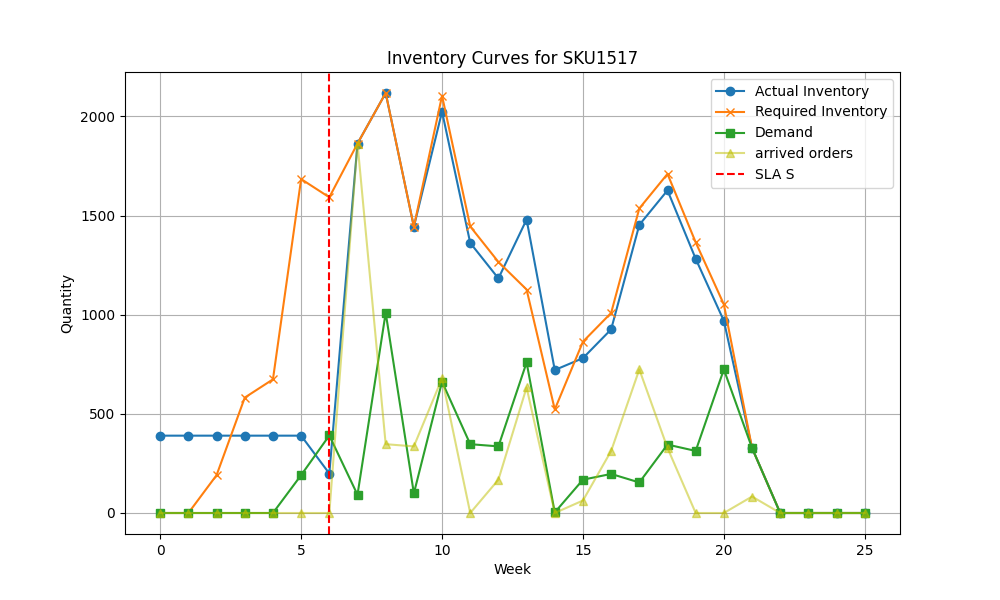 Inventory Curves for SKU1517
Actual Inventory
Required Inventory
Demand
arrived orders
SLA S
Quantity
2000
1500
1000
500
0
0 5 10 15 20 25
Week